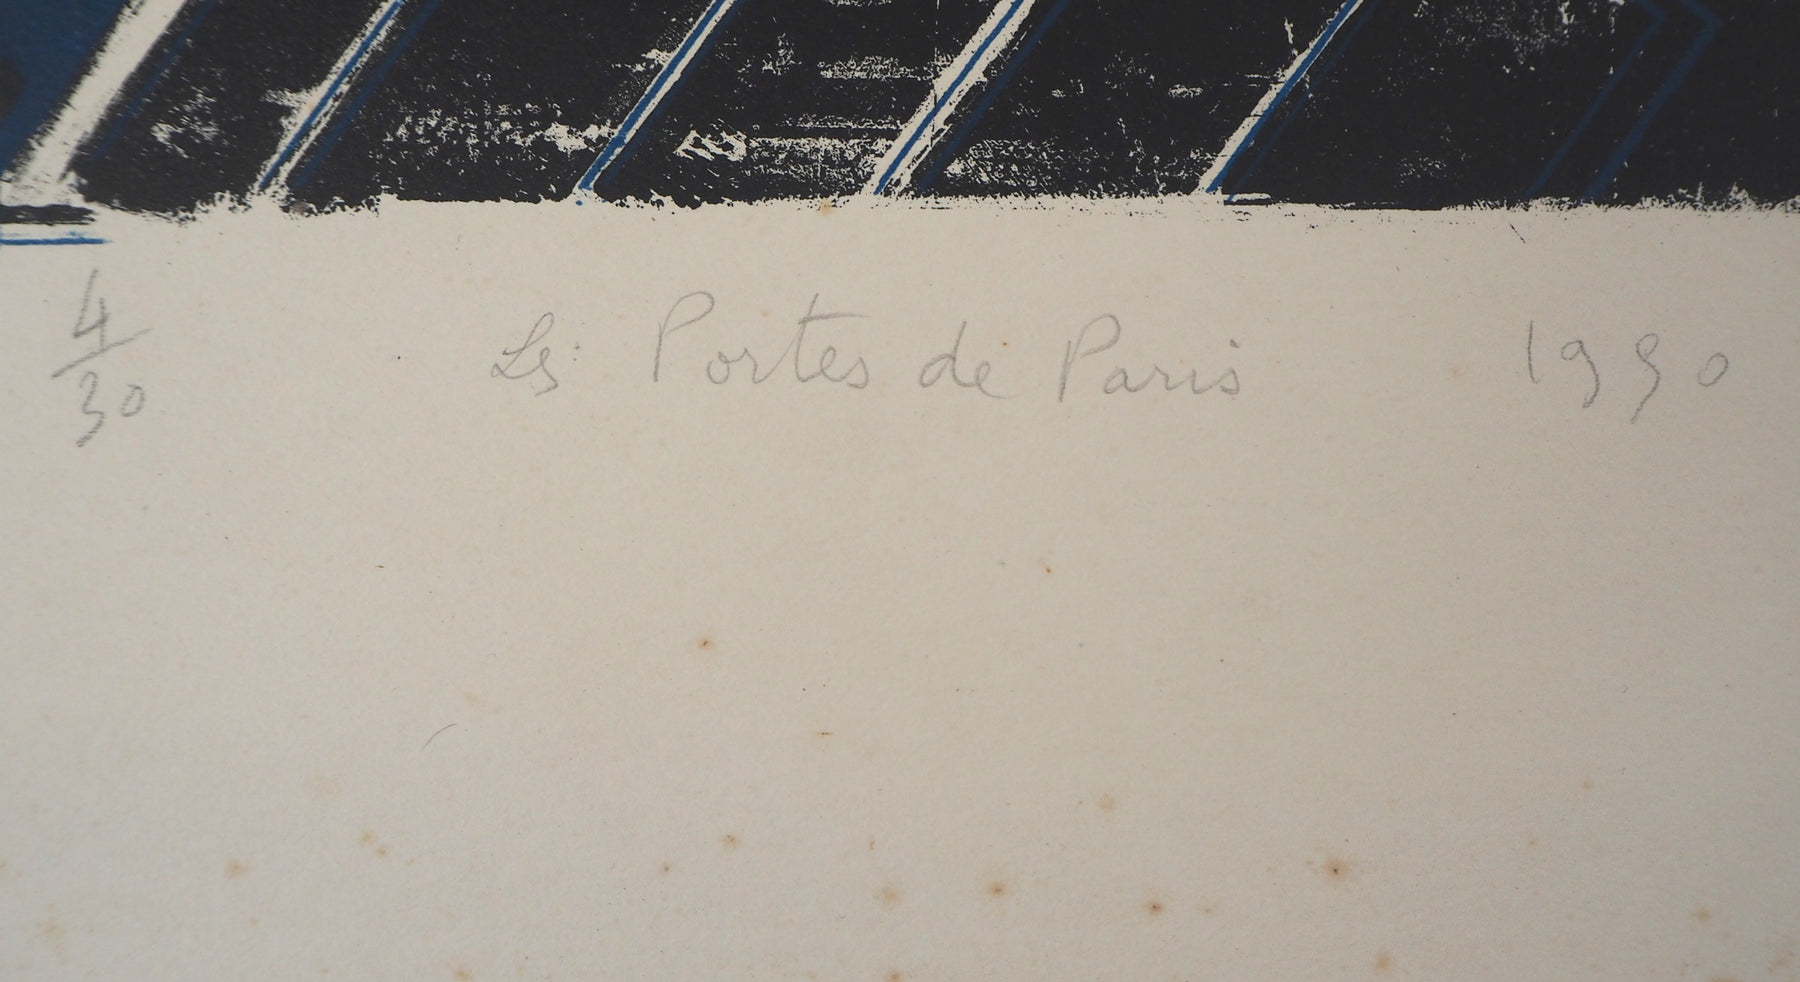 4/30 Les Portes de Paris 1990